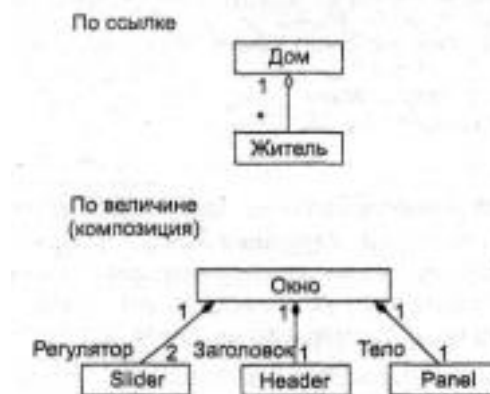 По ссылке
Дом
1
*
Житель
По величине
(композиция)
Окно
1 1 1
Регулятор 2 Заголовок 1 Тело 1
Slider Header Panel